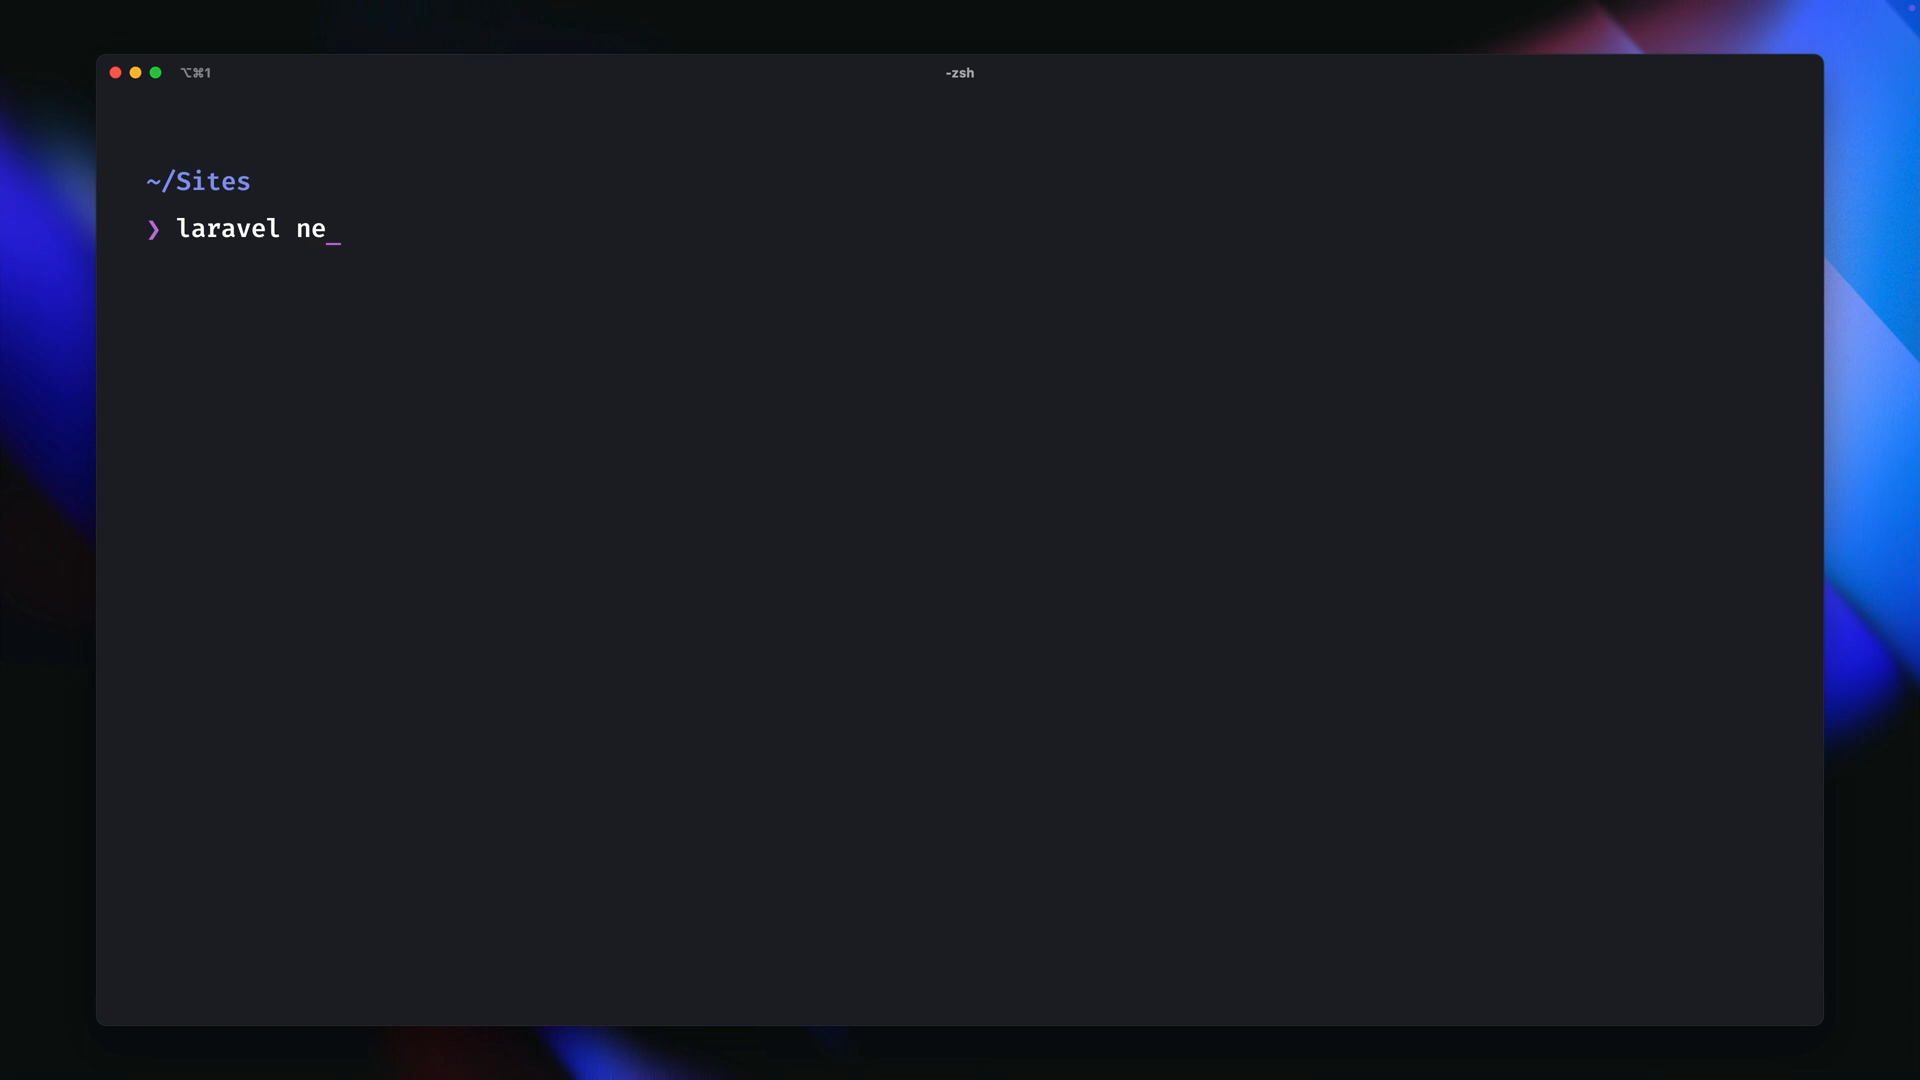 ⌥⌘1
-zsh
~/Sites
❯ laravel ne_